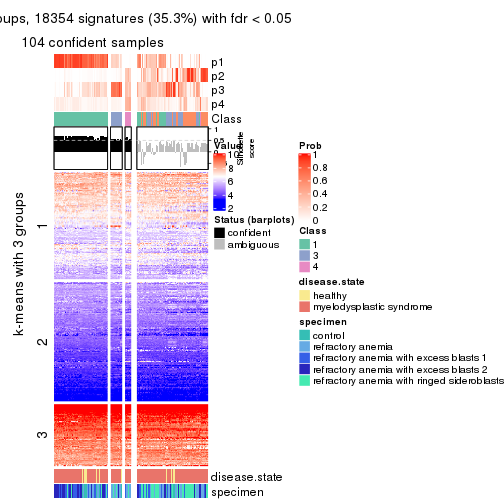 oups, 18354 signatures (35.3%) with fdr < 0.05
104 confident samples
p1
p2
p3
p4
Class
1
0.5
0
Silhouette
score
k-means with 3 groups
1
2
3
disease.state
specimen
Value
10
8
6
4
2
Status (barplots)
confident
ambiguous
Prob
1
0.8
0.6
0.4
0.2
0
Class
1
3
4
disease.state
healthy
myelodysplastic syndrome
specimen
control
refractory anemia
refractory anemia with excess blasts 1
refractory anemia with excess blasts 2
refractory anemia with ringed sideroblasts